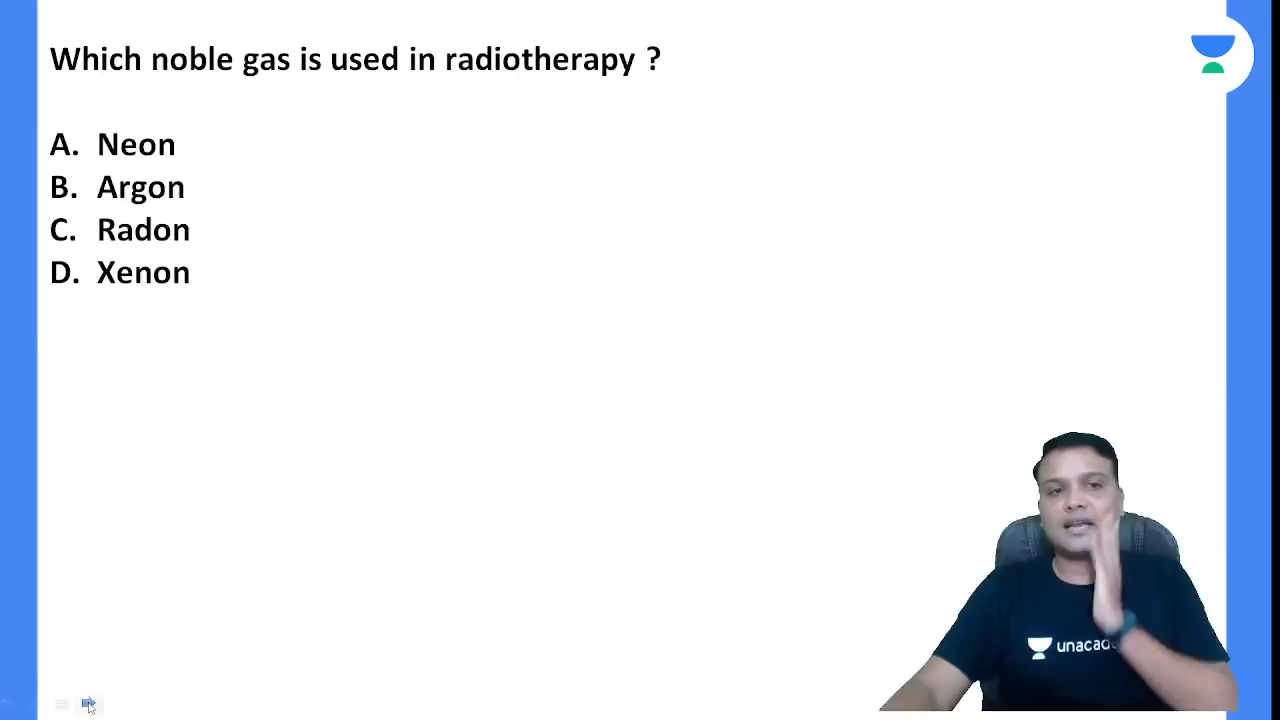 Which noble gas is used in radiotherapy ?
A. Neon
B. Argon
C. Radon
D. Xenon